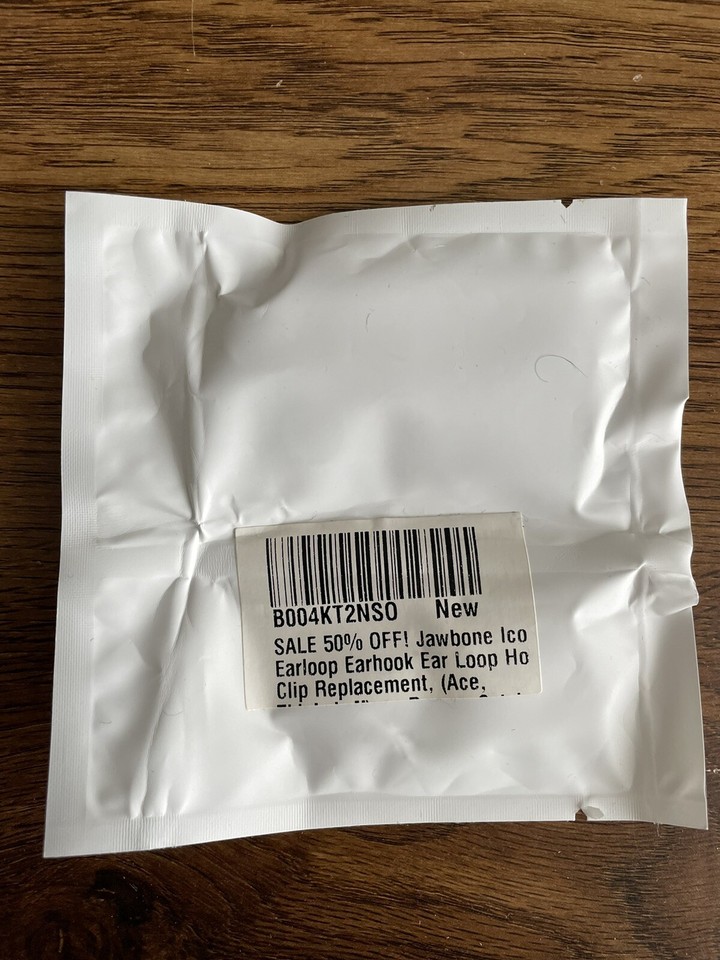 B004KT2NSO New
SALE 50% OFF! Jawbone Ico
Earloop Earhook Ear Loop Ho
Clip Replacement, (Ace,